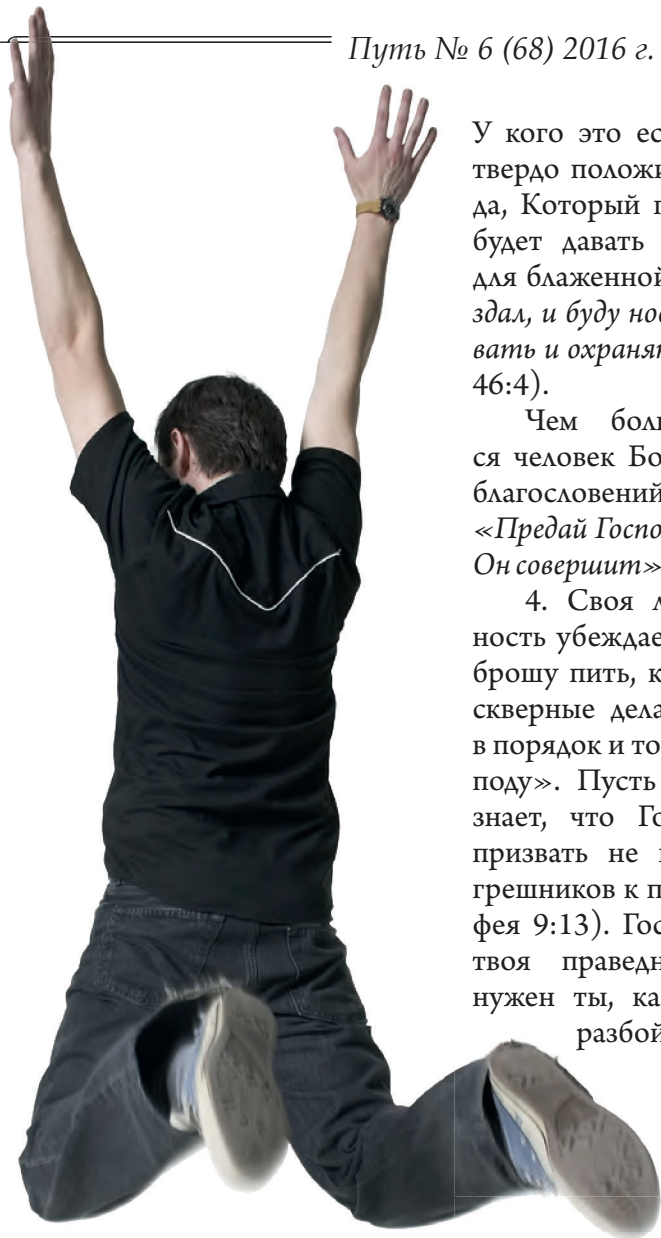 Путь № 6 (68) 2016 г.
У кого это ес
твердо положи
да, Который п
будет давать
для блаженной
здал, и буду нос
вать и охранят
46:4).
Чем боль
ся человек Бо
благословений
«Предай Госпо
Он совершит»
4. Своя л
ность убеждае
брошу пить, к
скверные дела
в порядок и то
поду». Пусть
знает, что Го
призвать не п
грешников к п
фея 9:13). Гос
твоя праведн
нужен ты, ка
разбой